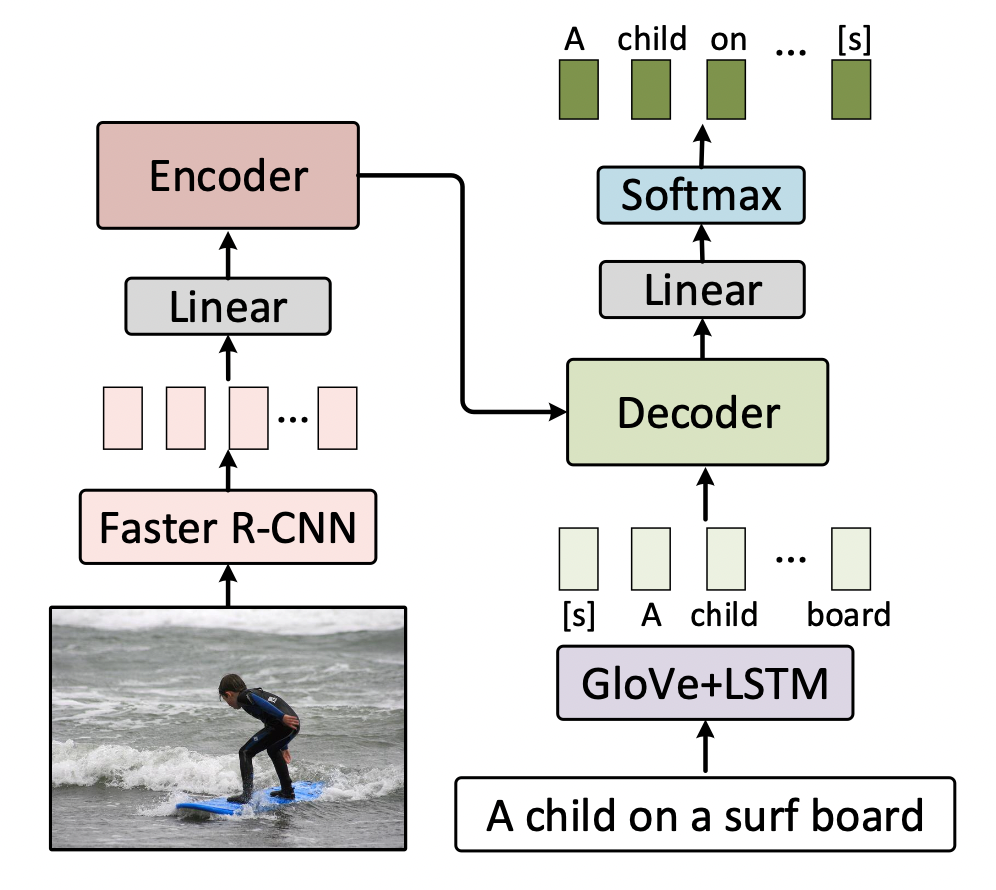 A child on ... [s]
Encoder
Softmax
Linear
Linear
Decoder
...
Faster R-CNN
...
[s] A child board
GloVe+LSTM
A child on a surf board